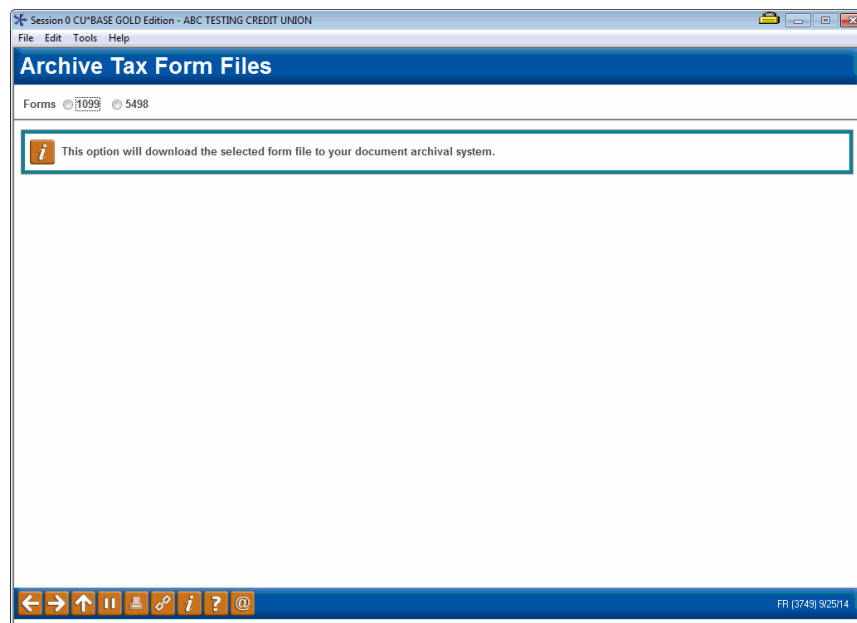 Session 0 CU*BASE GOLD Edition - ABC TESTING CREDIT UNION
File Edit Tools Help
Archive Tax Form Files
Forms 1099 5498
i This option will download the selected form file to your document archival system.
i ? @
FR (3749) 9/25/14